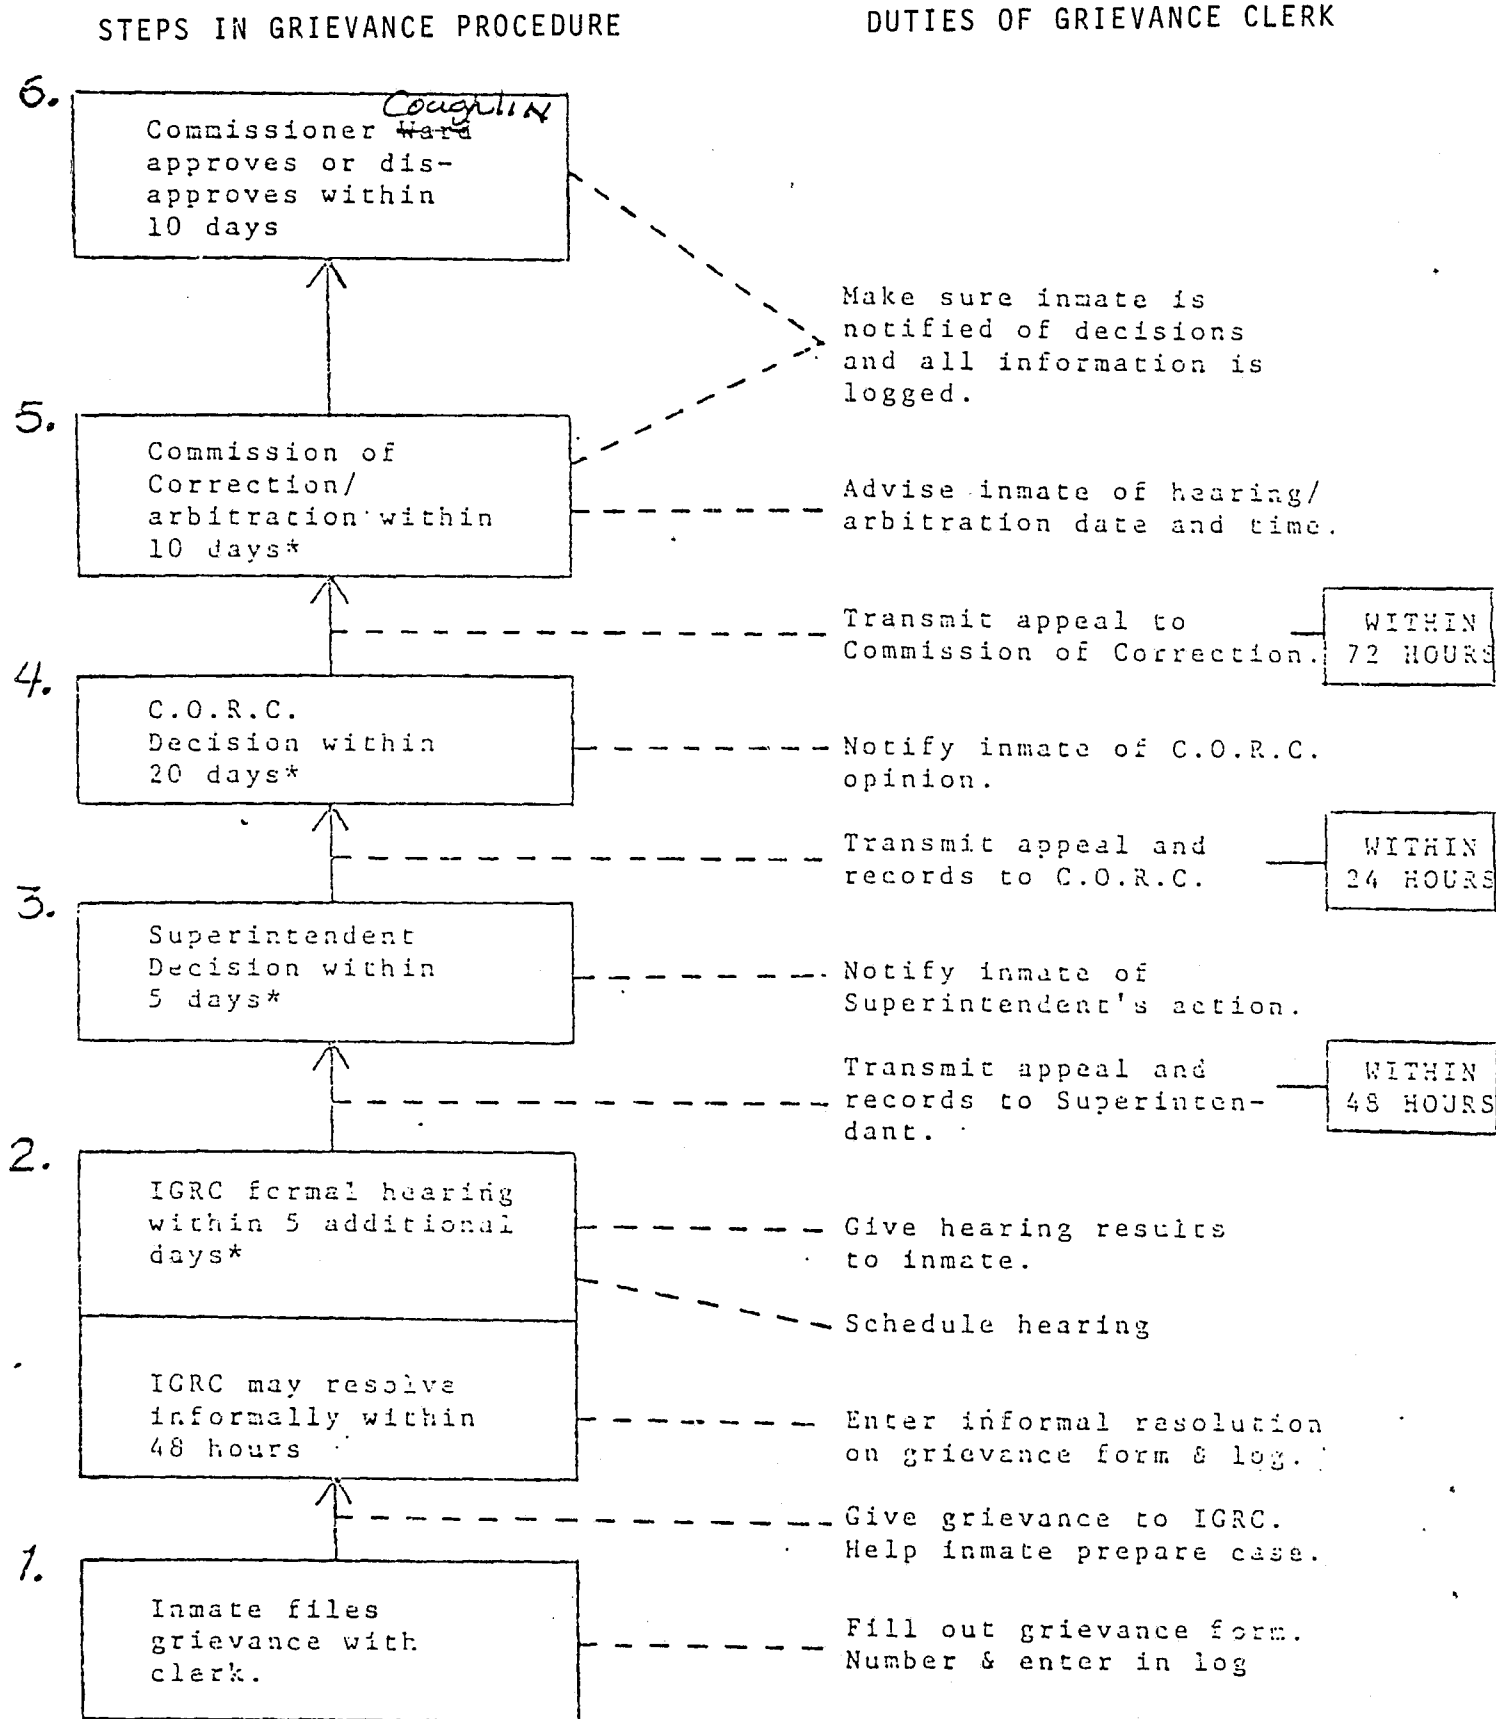 STEPS IN GRIEVANCE PROCEDURE
DUTIES OF GRIEVANCE CLERK
6.
Coughlin
Commissioner Ward
approves or dis-
approves within
10 days
Make sure inmate is
notified of decisions
and all information is
logged.
5.
Commission of
Correction/
arbitration within
10 days*
Advise inmate of hearing/
arbitration date and time.
Transmit appeal to
Commission of Correction.
WITHIN
72 HOURS
4.
C.O.R.C.
Decision within
20 days*
Notify inmate of C.O.R.C.
opinion.
Transmit appeal and
records to C.O.R.C.
WITHIN
24 HOURS
3.
Superintendent
Decision within
5 days*
Notify inmate of
Superintendent's action.
Transmit appeal and
records to Superinten-
dant.
WITHIN
48 HOURS
2.
IGRC formal hearing
within 5 additional
days*
Give hearing results
to inmate.
Schedule hearing
IGRC may resolve
informally within
48 hours
Enter informal resolution
on grievance form & log.
Give grievance to IGRC.
Help inmate prepare case.
1.
Inmate files
grievance with
clerk.
Fill out grievance form.
Number & enter in log